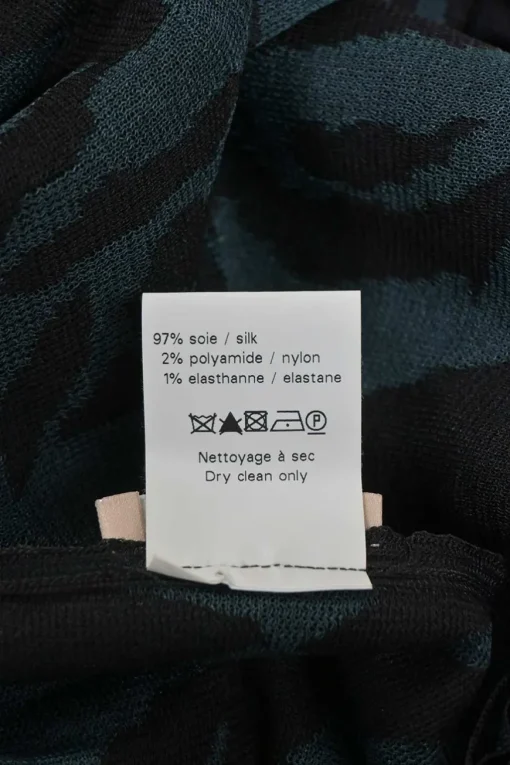 97% soie / silk
2% polyamide / nylon
1% elasthanne / elastane
P
Nettoyage à sec
Dry clean only